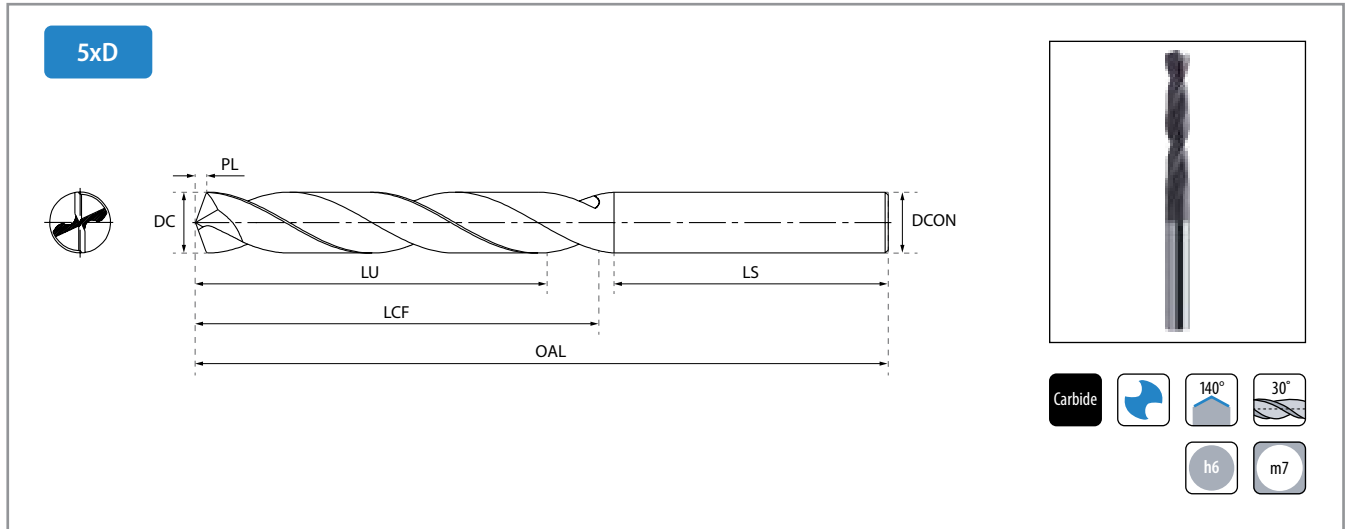 5xD
PL
DC
DCON
LU
LS
LCF
OAL
Carbide
140°
30°
h6
m7